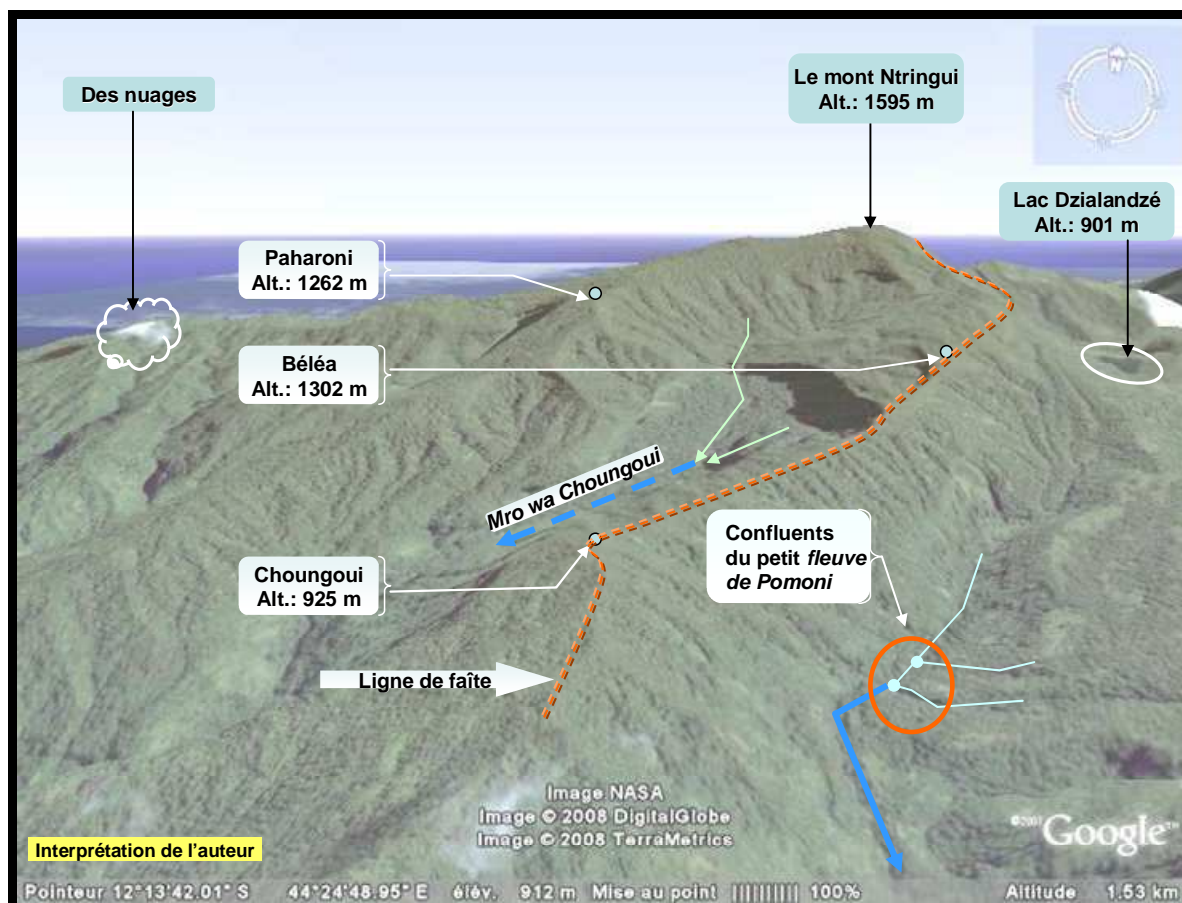 Des nuages
Le mont Ntringui
Alt.: 1595 m
N
Lac Dzialandzé
Alt.: 901 m
Paharoni
Alt.: 1262 m
Béléa
Alt.: 1302 m
Mro wa Choungoui
Confluents
du petit fleuve
de Pomoni
Choungoui
Alt.: 925 m
Ligne de faîte
Image NASA
Image © 2008 DigitalGlobe
Image © 2008 TerraMetrics
Interprétation de l'auteur
Google™
Pointeur 12°13'42.01" S 44°24'48.95" E élév. 912 m Mise au point |||||||||| 100% Altitude 1.53 km